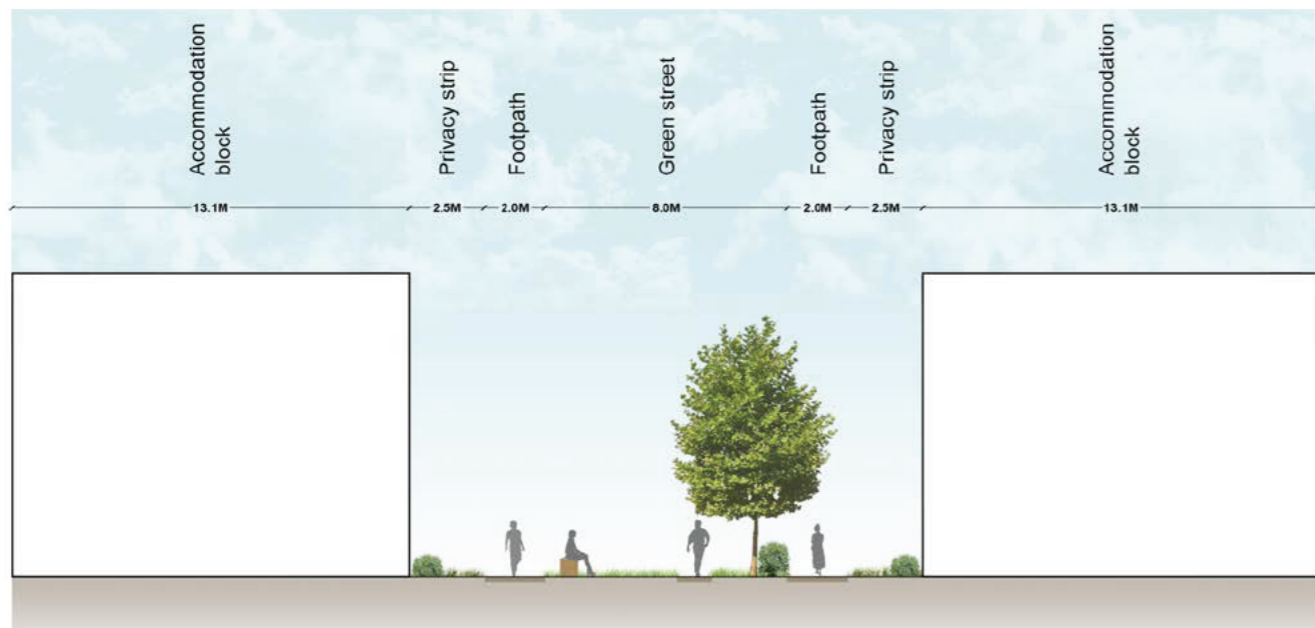 Accommodation
block
Privacy strip
Footpath
Green street
Footpath
Privacy strip
Accommodation
block
13.1M
2.5M
2.0M
8.0M
2.0M
2.5M
13.1M